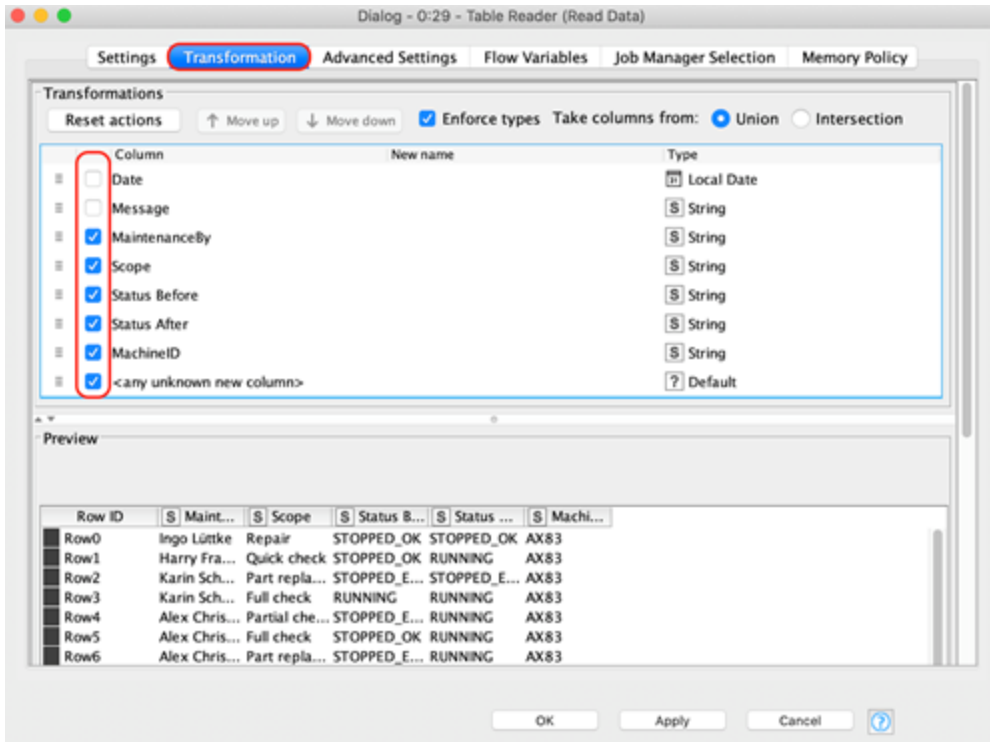 Dialog - 0:29 - Table Reader (Read Data)
Settings Transformation Advanced Settings Flow Variables Job Manager Selection Memory Policy
Transformations
Reset actions Move up Move down Enforce types Take columns from: Union Intersection
Column New name Type
Date Local Date
Message S String
MaintenanceBy S String
Scope S String
Status Before S String
Status After S String
MachineID S String
<any unknown new column> ? Default
Preview
Row ID S Maint... S Scope S Status B... S Status ... S Machi...
Row0 Ingo Lüttke Repair STOPPED_OK STOPPED_OK AX83
Row1 Harry Fra... Quick check STOPPED_OK RUNNING AX83
Row2 Karin Sch... Part repla... STOPPED_E... STOPPED_E... AX83
Row3 Karin Sch... Full check RUNNING RUNNING AX83
Row4 Alex Chris... Partial che... STOPPED_E... RUNNING AX83
Row5 Alex Chris... Full check STOPPED_OK RUNNING AX83
Row6 Alex Chris... Part repla... STOPPED_E... RUNNING AX83
OK Apply Cancel ?